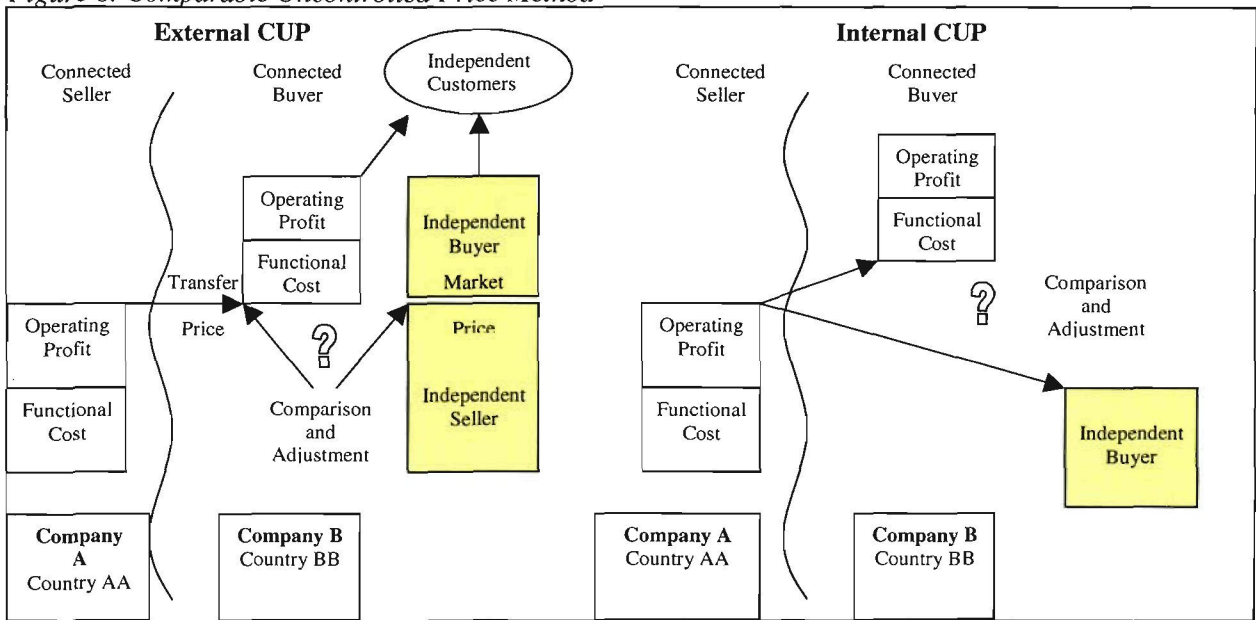 Figure 8: Comparable Uncontrolled Price Method
External CUP
Connected
Seller
Connected
Buver
Independent
Customers
Operating
Profit
Functional
Cost
Independent
Buyer
Market
Transfer
Price
Price
Operating
Profit
Functional
Cost
?
Comparison
and
Adjustment
Independent
Seller
Company
A
Country AA
Company B
Country BB
Internal CUP
Connected
Seller
Connected
Buver
Operating
Profit
Functional
Cost
?
Comparison
and
Adjustment
Operating
Profit
Functional
Cost
Independent
Buyer
Company A
Country AA
Company B
Country BB